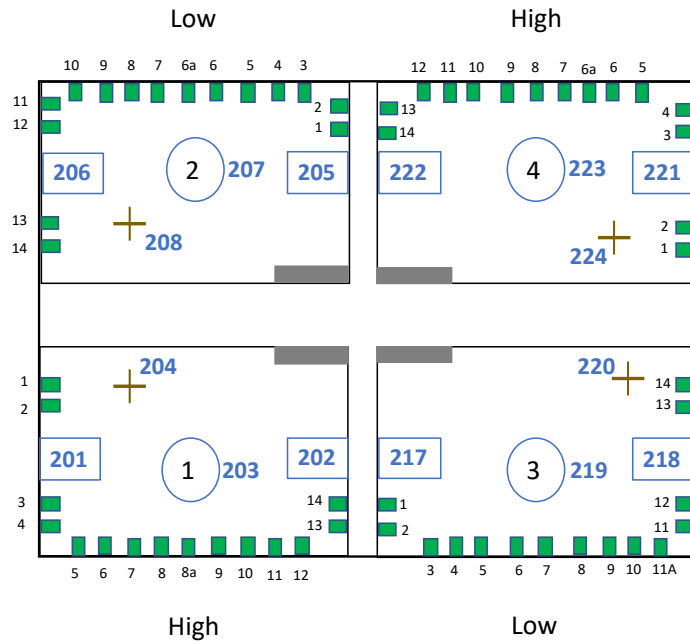 Low High
10 9 8 7 6a 6 5 4 3 12 11 10 9 8 7 6a 6 5
11 2 13 4
12 1 14 3
206 2 207 205 222 4 223 221
13 2
208 224 1
14
1 204 220 14
2 13
201 1 203 202 217 3 219 218
3 14 1 12
4 13 2 11
5 6 7 8 8a 9 10 11 12 3 4 5 6 7 8 9 10 11A
High Low